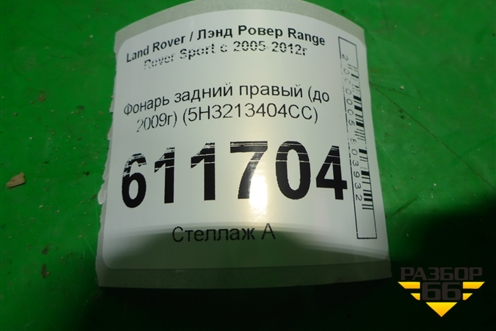 Land Rover / Лэнд Ровер Range
Rover Sport с 2005-2012г
Фонарь задний правый (до
2009г) (5H3213404CC)
611704
Стеллаж А
РАЗБОР
66